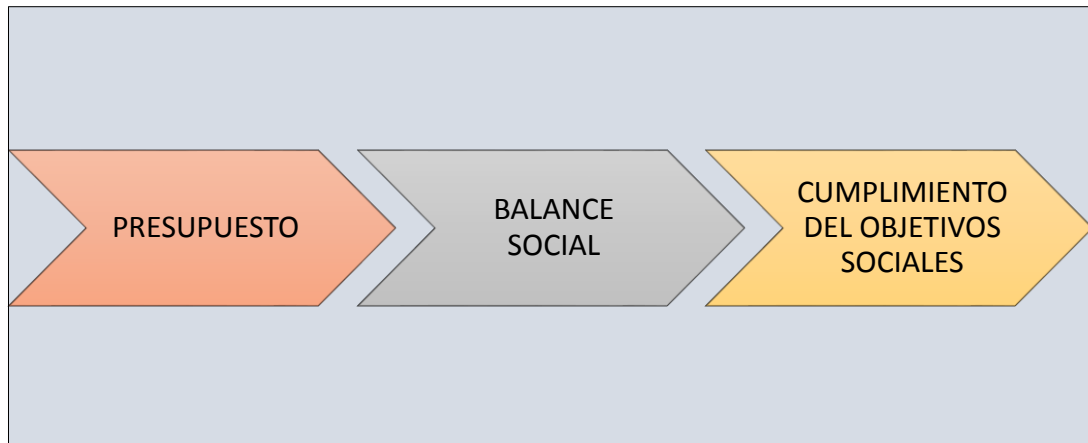 PRESUPUESTO
BALANCE
SOCIAL
CUMPLIMIENTO
DEL OBJETIVOS
SOCIALES